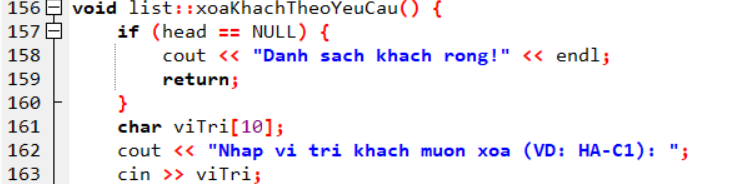 156 void list::xoaKhachTheoYeuCau() {
157 if (head == NULL) {
158 cout << "Danh sach khach rong!" << endl;
159 return;
160 }
161 char viTri[10];
162 cout << "Nhap vi tri khach muon xoa (VD: HA-C1): ";
163 cin >> viTri;